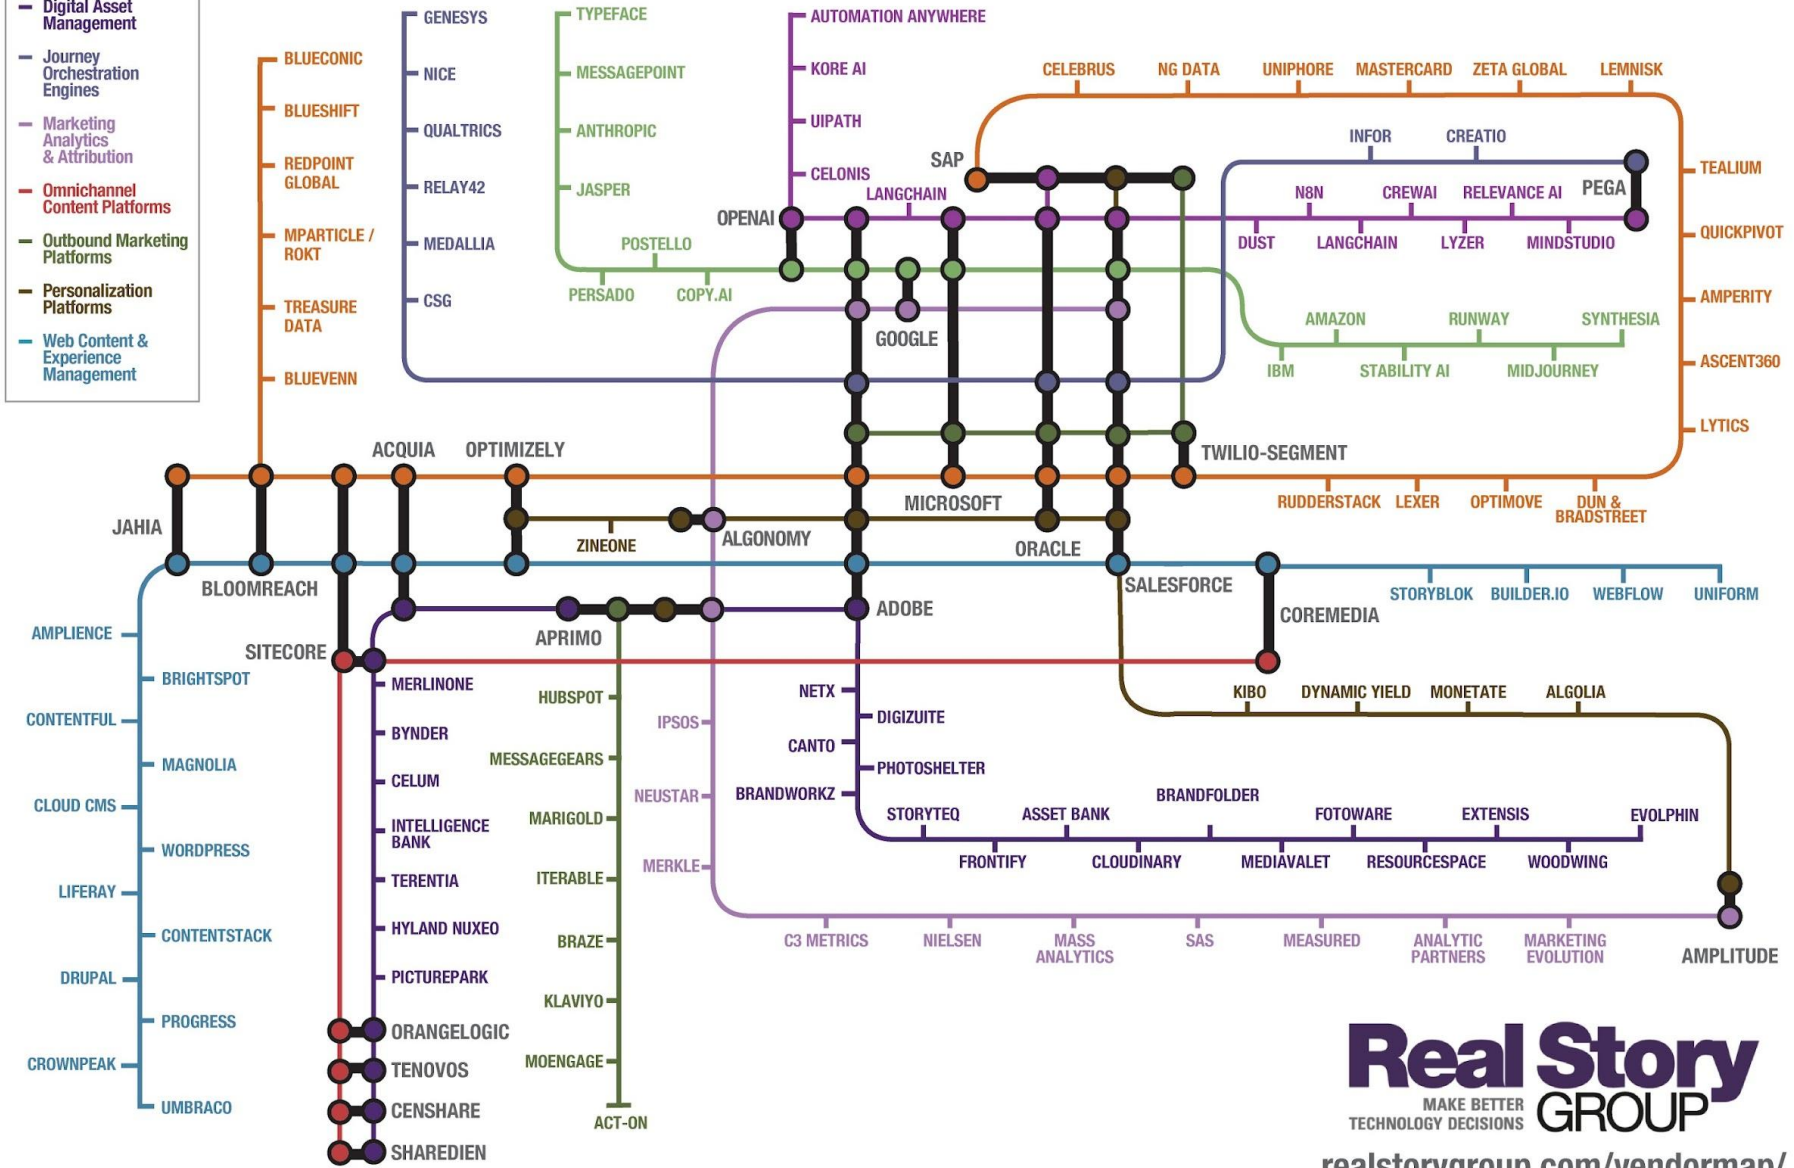 Digital Asset
Management
Journey
Orchestration
Engines
Marketing
Analytics
& Attribution
Omnichannel
Content Platforms
Outbound Marketing
Platforms
Personalization
Platforms
Web Content &
Experience
Management
BLUECONIC
BLUESHIFT
REDPOINT
GLOBAL
MPARTICLE /
ROKT
TREASURE
DATA
BLUEVENN
GENESYS
NICE
QUALTRICS
RELAY42
MEDALLIA
CSG
TYPEFACE
MESSAGEPOINT
ANTHROPIC
JASPER
POSTELLO
PERSADO
COPY.AI
AUTOMATION ANYWHERE
KORE AI
UIPATH
CELONIS
LANGCHAIN
OPENAI
GOOGLE
SAP
CELEBRUS
NG DATA
UNIPHORE
MASTERCARD
ZETA GLOBAL
LEMNISK
INFOR
CREATIO
PEGA
N8N
CREWAI
RELEVANCE AI
DUST
LANGCHAIN
LYZER
MINDSTUDIO
AMAZON
RUNWAY
SYNTHESIA
IBM
STABILITY AI
MIDJOURNEY
TEALIUM
QUICKPIVOT
AMPERITY
ASCENT360
LYTICS
ACQUIA
OPTIMIZELY
TWILIO-SEGMENT
MICROSOFT
RUDDERSTACK
LEXER
OPTIMOVE
DUN &
BRADSTREET
JAHIA
ZINEONE
ALGONOMY
ORACLE
BLOOMREACH
SALESFORCE
STORYBLOK
BUILDER.IO
WEBFLOW
UNIFORM
ADOBE
COREMEDIA
APRIMO
SITECORE
AMPLIENCE
BRIGHTSPOT
CONTENTFUL
MAGNOLIA
CLOUD CMS
WORDPRESS
LIFERAY
CONTENTSTACK
DRUPAL
PROGRESS
CROWNPEAK
UMBRACO
MERLINONE
BYNDER
CELUM
INTELLIGENCE
BANK
TERENTIA
HYLAND NUXEO
PICTUREPARK
ORANGELOGIC
TENOVOS
CENSHARE
SHAREDIEN
HUBSPOT
MESSAGEGEARS
MARIGOLD
ITERABLE
BRAZE
KLAVIYO
MOENGAGE
ACT-ON
IPSOS
NEUSTAR
MERKLE
NETX
DIGIZUITE
CANTO
PHOTOSHELTER
BRANDWORKZ
KIBO
DYNAMIC YIELD
MONETATE
ALGOLIA
BRANDFOLDER
STORYTEQ
ASSET BANK
FOTOWARE
EXTENSIS
EVOLPHIN
FRONTIFY
CLOUDINARY
MEDIAVALET
RESOURCESPACE
WOODWING
C3 METRICS
NIELSEN
MASS
ANALYTICS
SAS
MEASURED
ANALYTIC
PARTNERS
MARKETING
EVOLUTION
AMPLITUDE
Real Story
GROUP
MAKE BETTER
TECHNOLOGY DECISIONS
realstorygroup.com/vendormap/